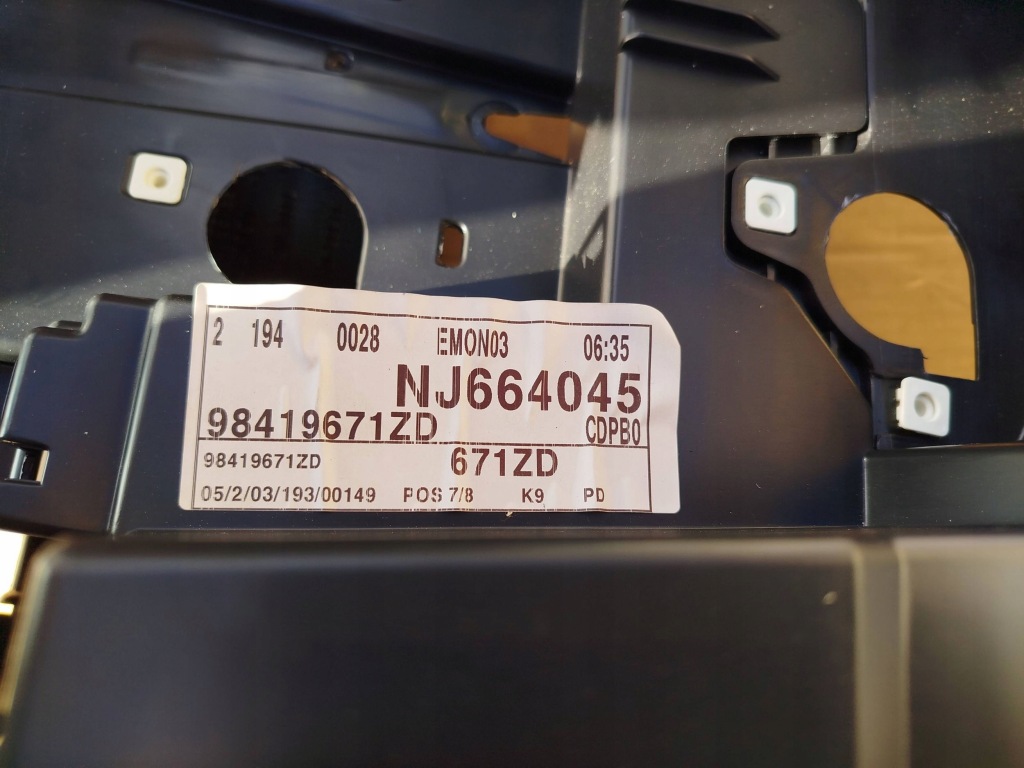 2 194 0028 EMON03 06:35
NJ664045
98419671ZD CDPB0
98419671ZD 671ZD
05/2/03/193/00149 POS 7/8 K9 PD